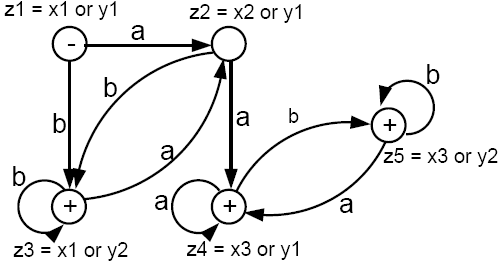 z1 = x1 or y1
z2 = x2 or y1
-
a
b
b
a
a
b
b
+
z5 = x3 or y2
b
+
a
+
a
z3 = x1 or y2
z4 = x3 or y1